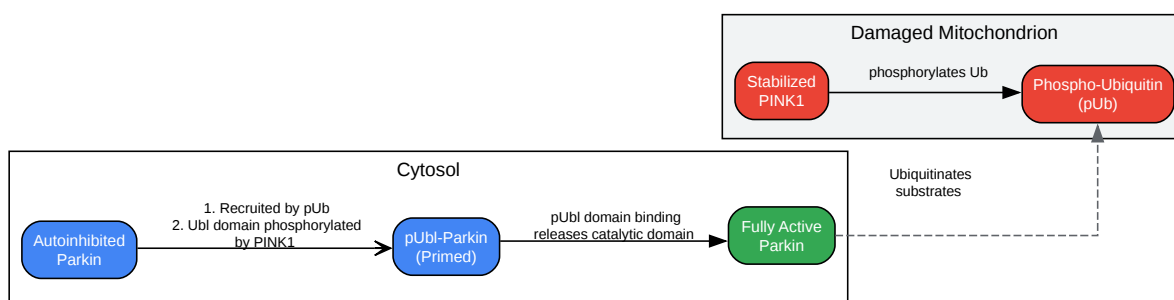 Damaged Mitochondrion
Stabilized
PINK1
phosphorylates Ub
Phospho-Ubiquitin
(pUb)
Cytosol
Autoinhibited
Parkin
1. Recruited by pUb
2. Ubl domain phosphorylated
by PINK1
pUbl-Parkin
(Primed)
pUbl domain binding
releases catalytic domain
Fully Active
Parkin
Ubiquitinates
substrates